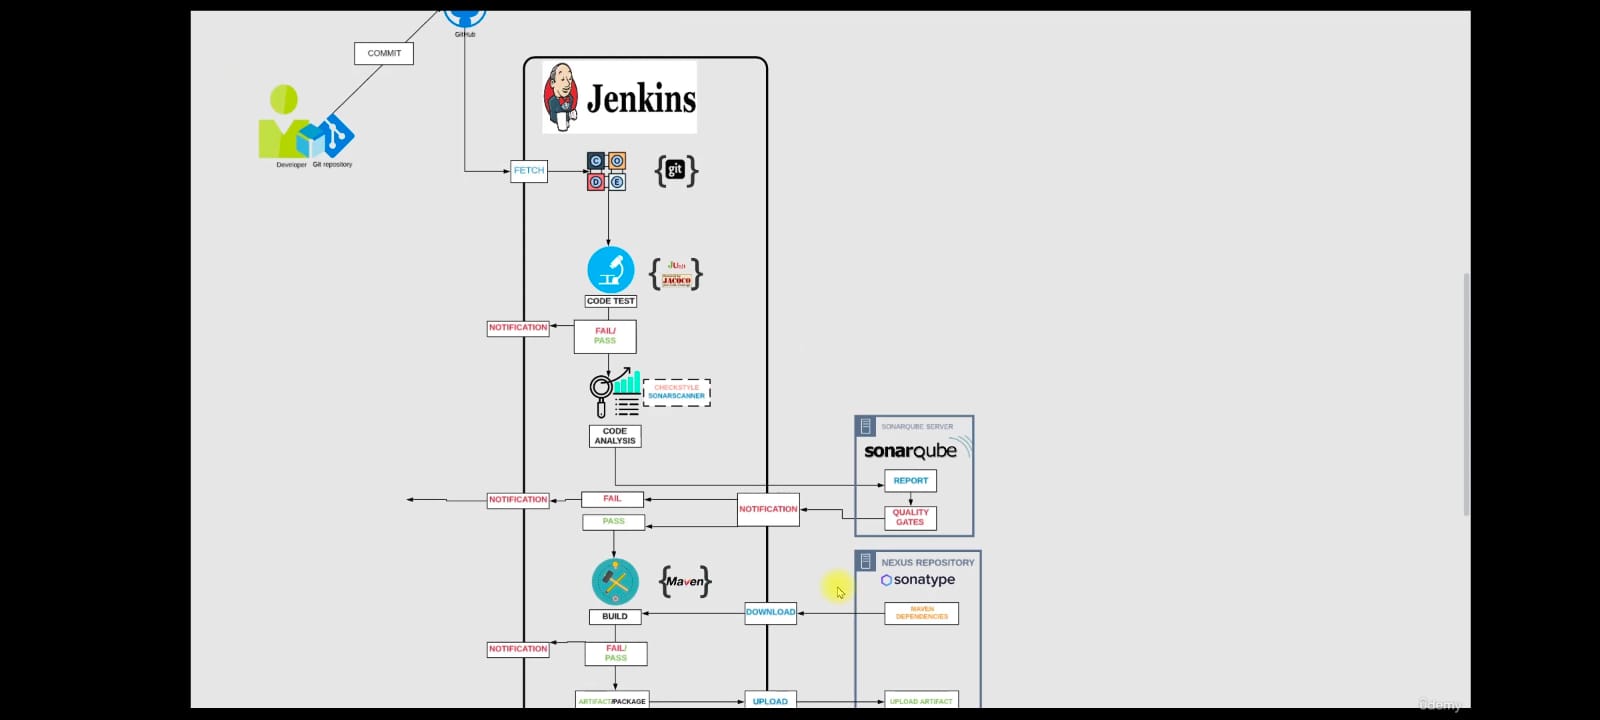 GitHub
COMMIT
Jenkins
Developer
Git repository
FETCH
C O
D E
{git}
{JUnit
JACOCO}
CODE TEST
NOTIFICATION
FAIL/
PASS
CHECKSTYLE
SONARSCANNER
CODE
ANALYSIS
SONARQUBE SERVER
sonarqube
REPORT
NOTIFICATION
FAIL
NOTIFICATION
QUALITY
GATES
PASS
NEXUS REPOSITORY
sonatype
{Maven}
BUILD
DOWNLOAD
MAVEN
DEPENDENCIES
NOTIFICATION
FAIL/
PASS
ARTIFACT/PACKAGE
UPLOAD
UPLOAD ARTIFACT
Udemy